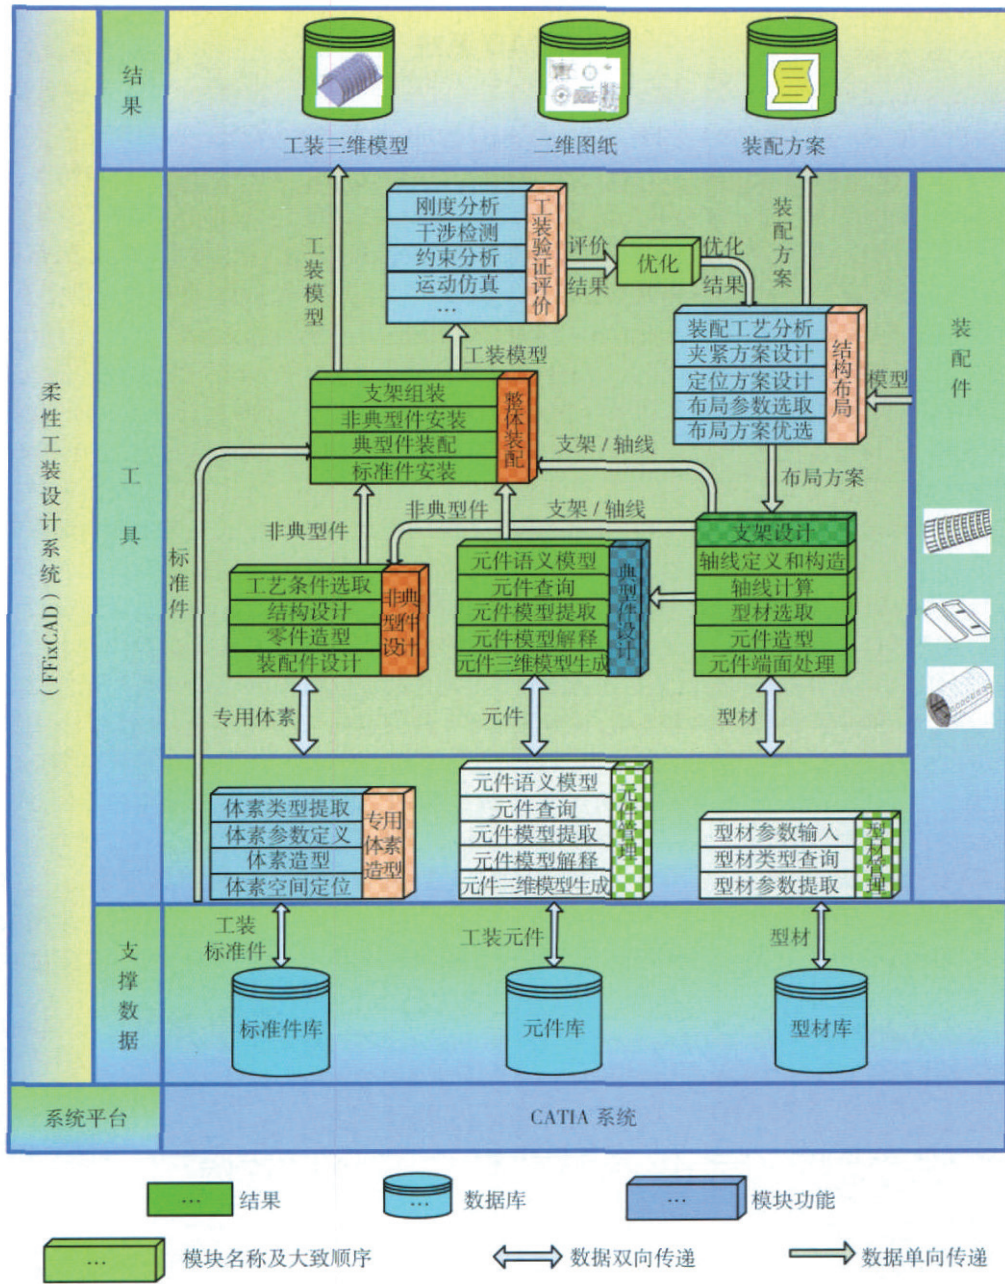 柔性工装设计系统
(FFixCAD)
结果
工装三维模型
二维图纸
装配方案
工具
工装模型
刚度分析
干涉检测
约束分析
运动仿真
…
工装验证评价
评价
结果
优化
优化
结果
装配方案
装配工艺分析
夹紧方案设计
定位方案设计
布局参数选取
布局方案优选
结构布局
模型
装配件
工装模型
支架组装
非典型件安装
典型件装配
标准件安装
整体装配
支架/轴线
布局方案
标准件
非典型件
非典型件
支架/轴线
工艺条件选取
结构设计
零件造型
装配件设计
非典型件设计
元件语义模型
元件查询
元件模型提取
元件模型解释
元件三维模型生成
典型件设计
支架设计
轴线定义和构造
轴线计算
型材选取
元件造型
元件端面处理
专用体素
元件
型材
体素类型提取
体素参数定义
体素造型
体素空间定位
专用体素造型
元件语义模型
元件查询
元件模型提取
元件模型解释
元件三维模型生成
元件管理
型材参数输入
型材类型查询
型材参数提取
型材管理
支撑数据
工装
标准件
工装元件
型材
标准件库
元件库
型材库
系统平台
CATIA 系统
…
结果
…
数据库
…
模块功能
…
模块名称及大致顺序
数据双向传递
数据单向传递